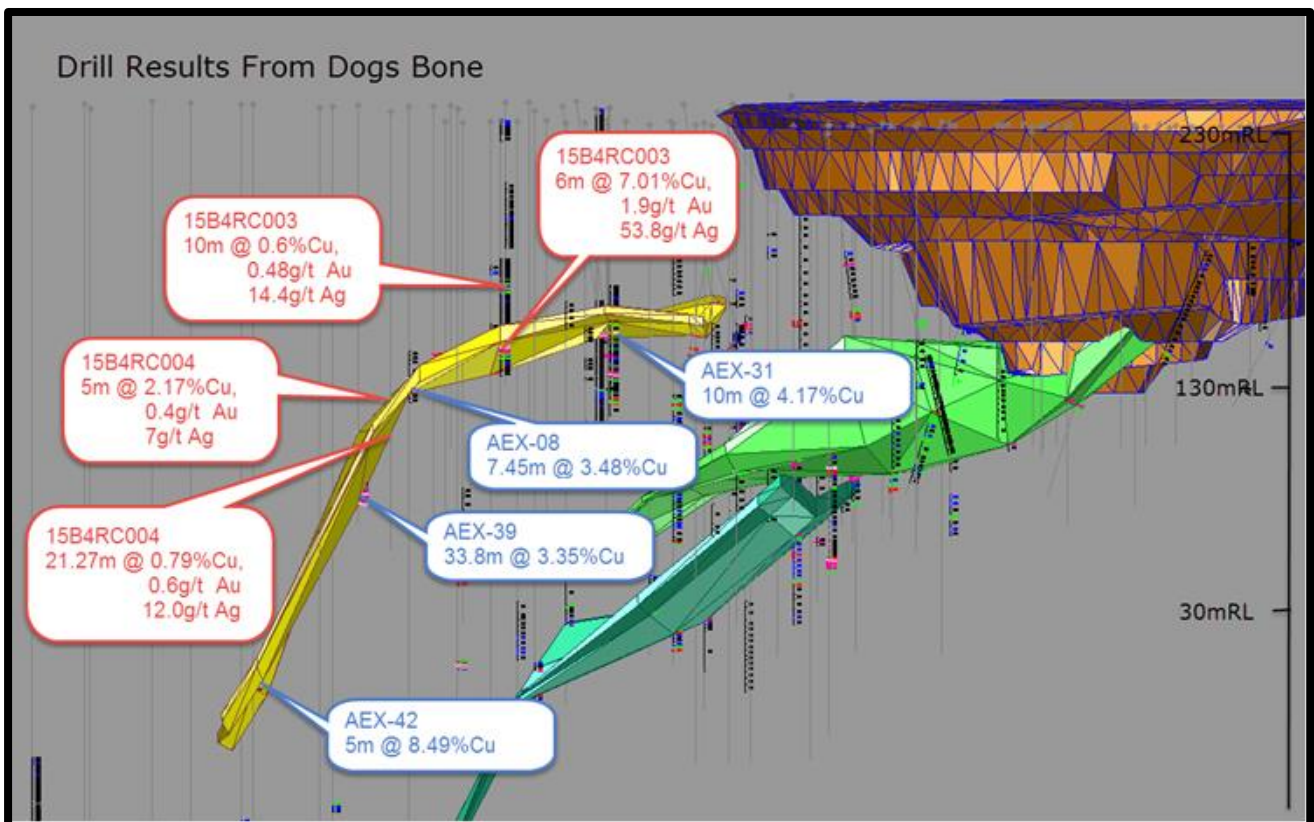 Drill Results From Dogs Bone
230mRL
15B4RC003
6m @ 7.01%Cu,
1.9g/t Au
53.8g/t Ag
15B4RC003
10m @ 0.6%Cu,
0.48g/t Au
14.4g/t Ag
15B4RC004
5m @ 2.17%Cu,
0.4g/t Au
7g/t Ag
AEX-31
10m @ 4.17%Cu
130mRL
AEX-08
7.45m @ 3.48%Cu
15B4RC004
21.27m @ 0.79%Cu,
0.6g/t Au
12.0g/t Ag
AEX-39
33.8m @ 3.35%Cu
30mRL
AEX-42
5m @ 8.49%Cu